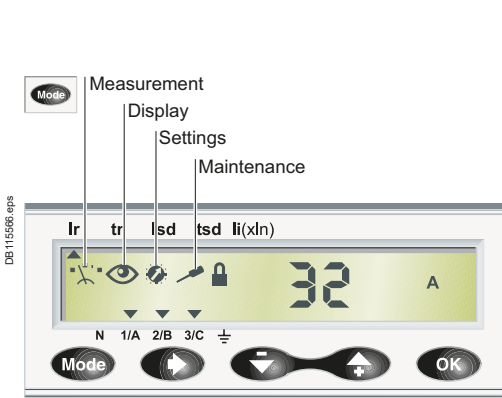 Mode
Measurement
Display
Settings
Maintenance
DB115566.eps
Ir tr Isd tsd Ii(xIn)
32 A
N 1/A 2/B 3/C
Mode - + OK